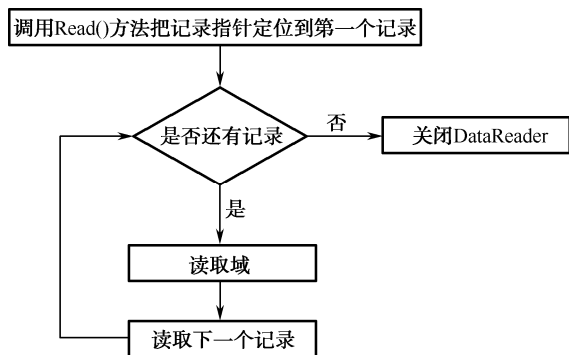 调用Read()方法把记录指针定位到第一个记录
是否还有记录
否
关闭DataReader
是
读取域
读取下一个记录